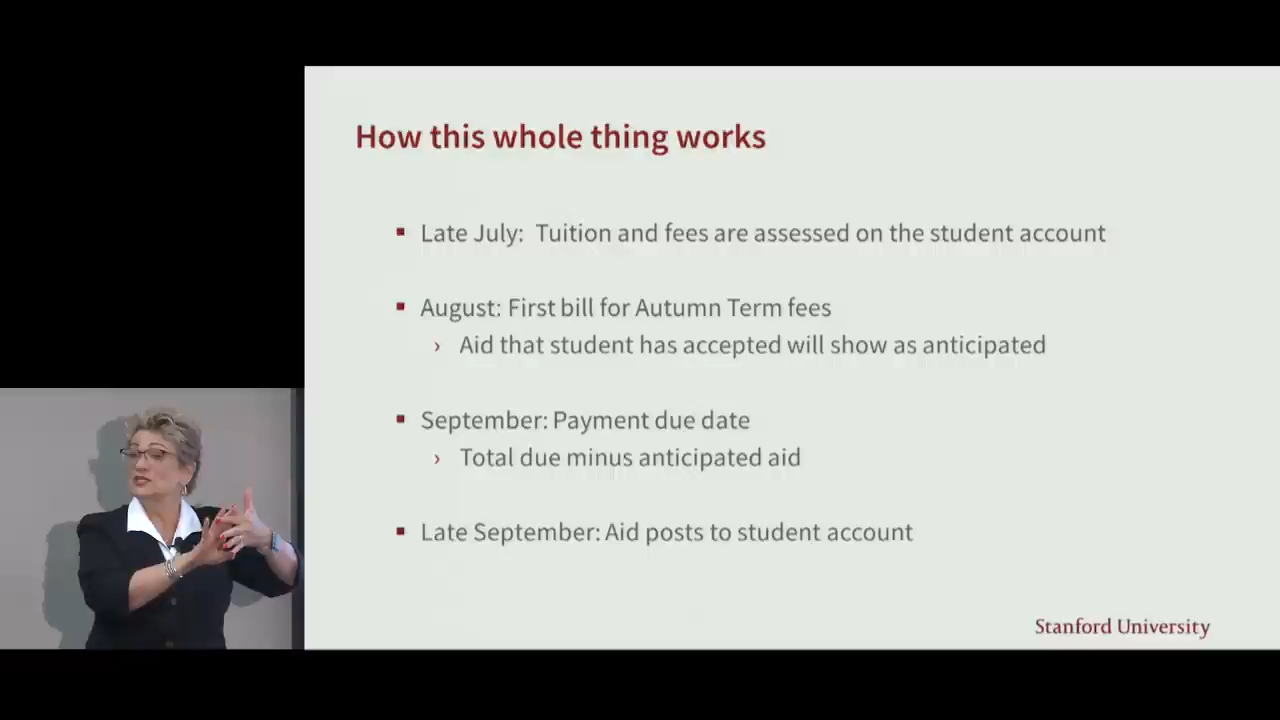 How this whole thing works
Late July: Tuition and fees are assessed on the student account
August: First bill for Autumn Term fees
Aid that student has accepted will show as anticipated
September: Payment due date
Total due minus anticipated aid
Late September: Aid posts to student account
Stanford University